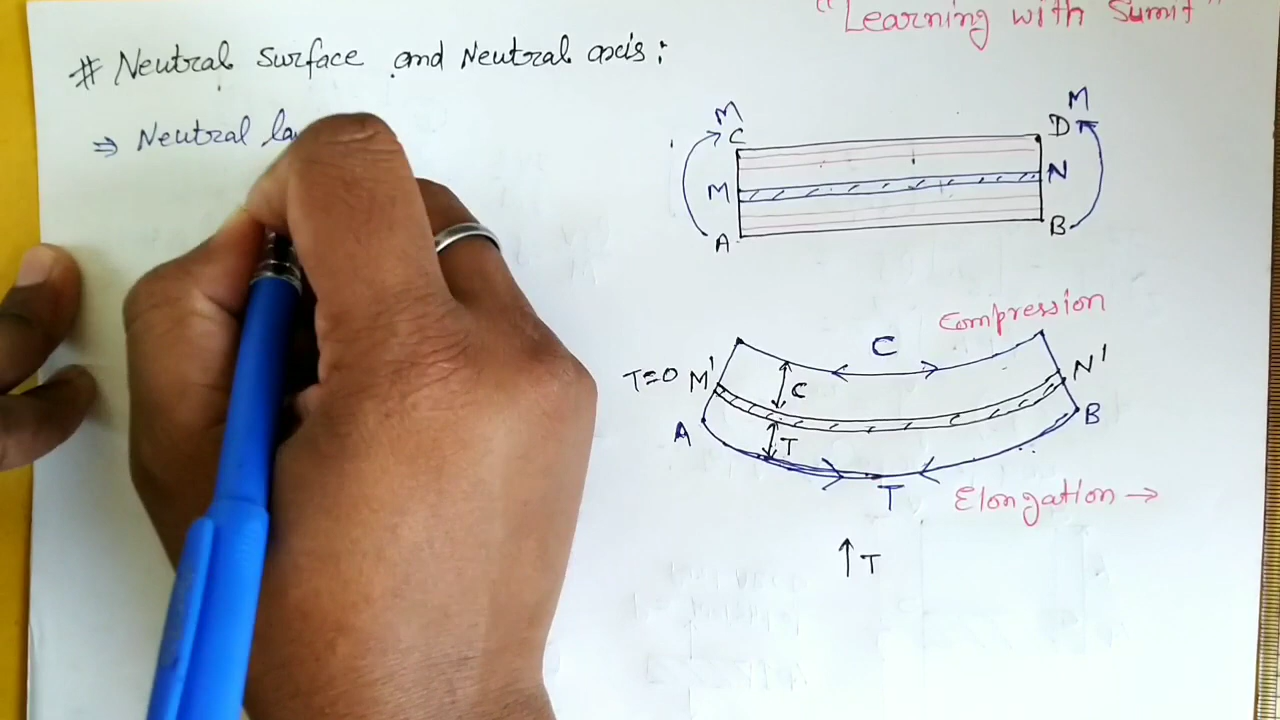 "Learning with Sumit"
# Neutral surface and Neutral axis:
⇒ Neutral la
M M
C D
M N
A B
Compression
C
T=0 M' C N'
A T B
T Elongation →
↑T